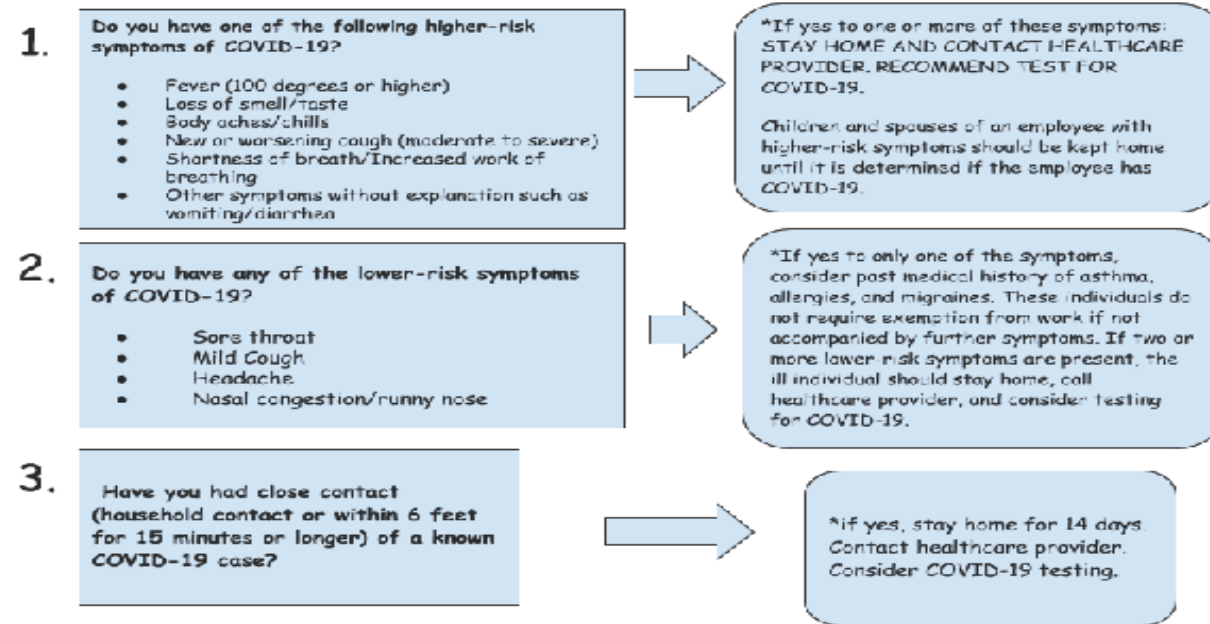 1.
Do you have one of the following higher-risk
symptoms of COVID-19?
● Fever (100 degrees or higher)
● Loss of smell/taste
● Body aches/chills
● New or worsening cough (moderate to severe)
● Shortness of breath/Increased work of
breathing
● Other symptoms without explanation such as
vomiting/diarrhea
*If yes to one or more of these symptoms:
STAY HOME AND CONTACT HEALTHCARE
PROVIDER. RECOMMEND TEST FOR
COVID-19.
Children and spouses of an employee with
higher-risk symptoms should be kept home
until it is determined if the employee has
COVID-19.
2.
Do you have any of the lower-risk symptoms
of COVID-19?
● Sore throat
● Mild Cough
● Headache
● Nasal congestion/runny nose
*If yes to only one of the symptoms,
consider past medical history of asthma,
allergies, and migraines. These individuals do
not require exemption from work if not
accompanied by further symptoms. If two or
more lower-risk symptoms are present, the
ill individual should stay home, call
healthcare provider, and consider testing
for COVID-19.
3.
Have you had close contact
(household contact or within 6 feet
for 15 minutes or longer) of a known
COVID-19 case?
*if yes, stay home for 14 days.
Contact healthcare provider.
Consider COVID-19 testing.